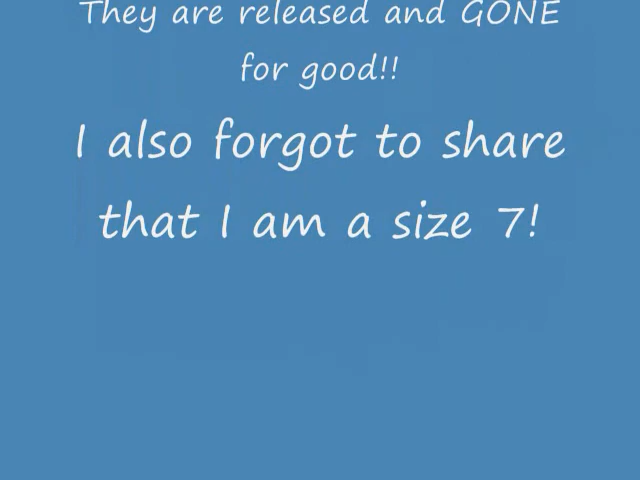 They are released and GONE
for good!!
I also forgot to share
that I am a size 7!